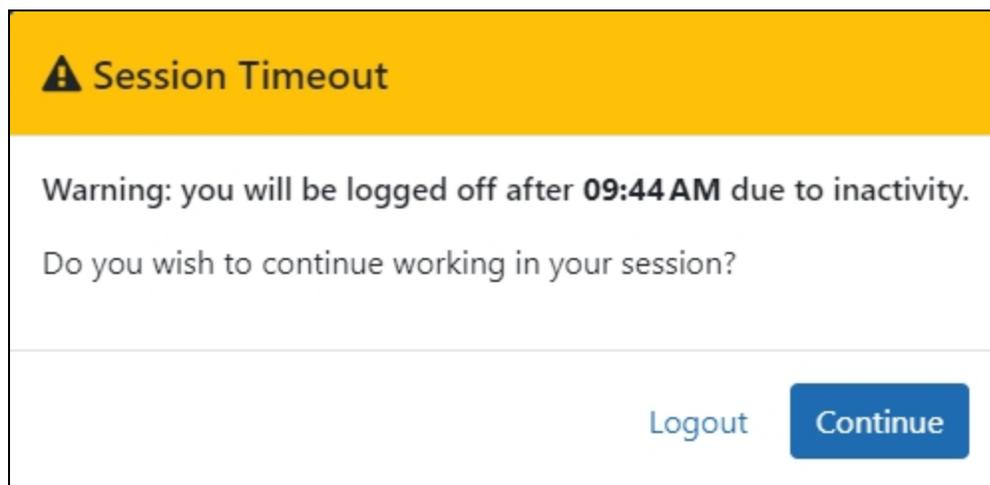 Session Timeout
Warning: you will be logged off after 09:44 AM due to inactivity.
Do you wish to continue working in your session?
Logout
Continue